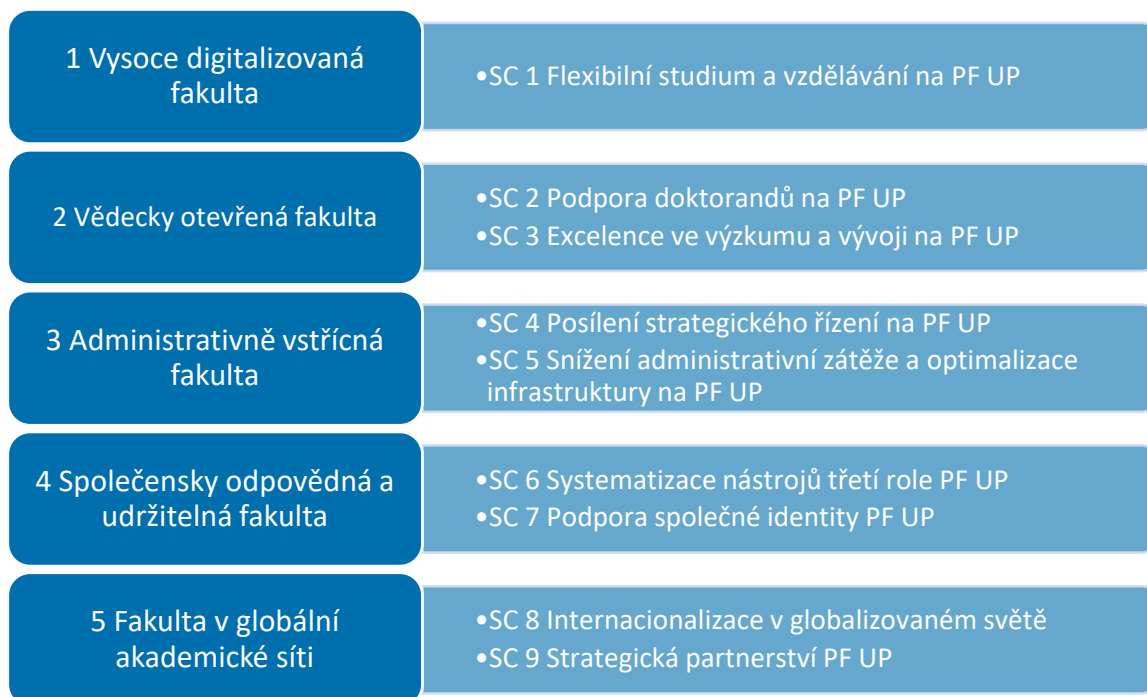 1 Vysoce digitalizovaná
fakulta
•SC 1 Flexibilní studium a vzdělávání na PF UP
2 Vědecky otevřená fakulta
•SC 2 Podpora doktorandů na PF UP
•SC 3 Excelence ve výzkumu a vývoji na PF UP
3 Administrativně vstřícná
fakulta
•SC 4 Posílení strategického řízení na PF UP
•SC 5 Snížení administrativní zátěže a optimalizace
infrastruktury na PF UP
4 Společensky odpovědná a
udržitelná fakulta
•SC 6 Systematizace nástrojů třetí role PF UP
•SC 7 Podpora společné identity PF UP
5 Fakulta v globální
akademické síti
•SC 8 Internacionalizace v globalizovaném světě
•SC 9 Strategická partnerství PF UP